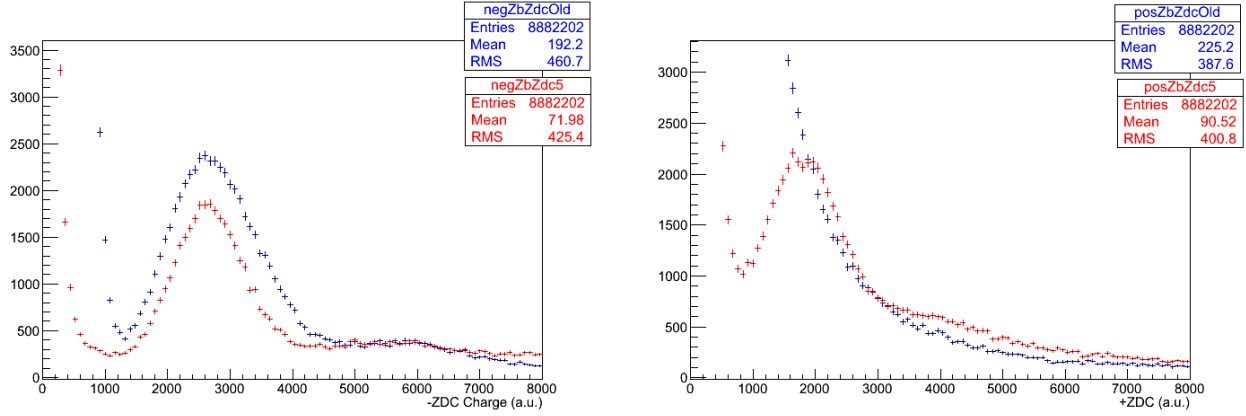 negZbZdcOld
Entries 8882202
Mean 192.2
RMS 460.7
negZbZdc5
Entries 8882202
Mean 71.98
RMS 425.4
3500
3000
2500
2000
1500
1000
500
0
0 1000 2000 3000 4000 5000 6000 7000 8000
-ZDC Charge (a.u.)
posZbZdcOld
Entries 8882202
Mean 225.2
RMS 387.6
posZbZdc5
Entries 8882202
Mean 90.52
RMS 400.8
3000
2500
2000
1500
1000
500
0
0 1000 2000 3000 4000 5000 6000 7000 8000
+ZDC (a.u.)